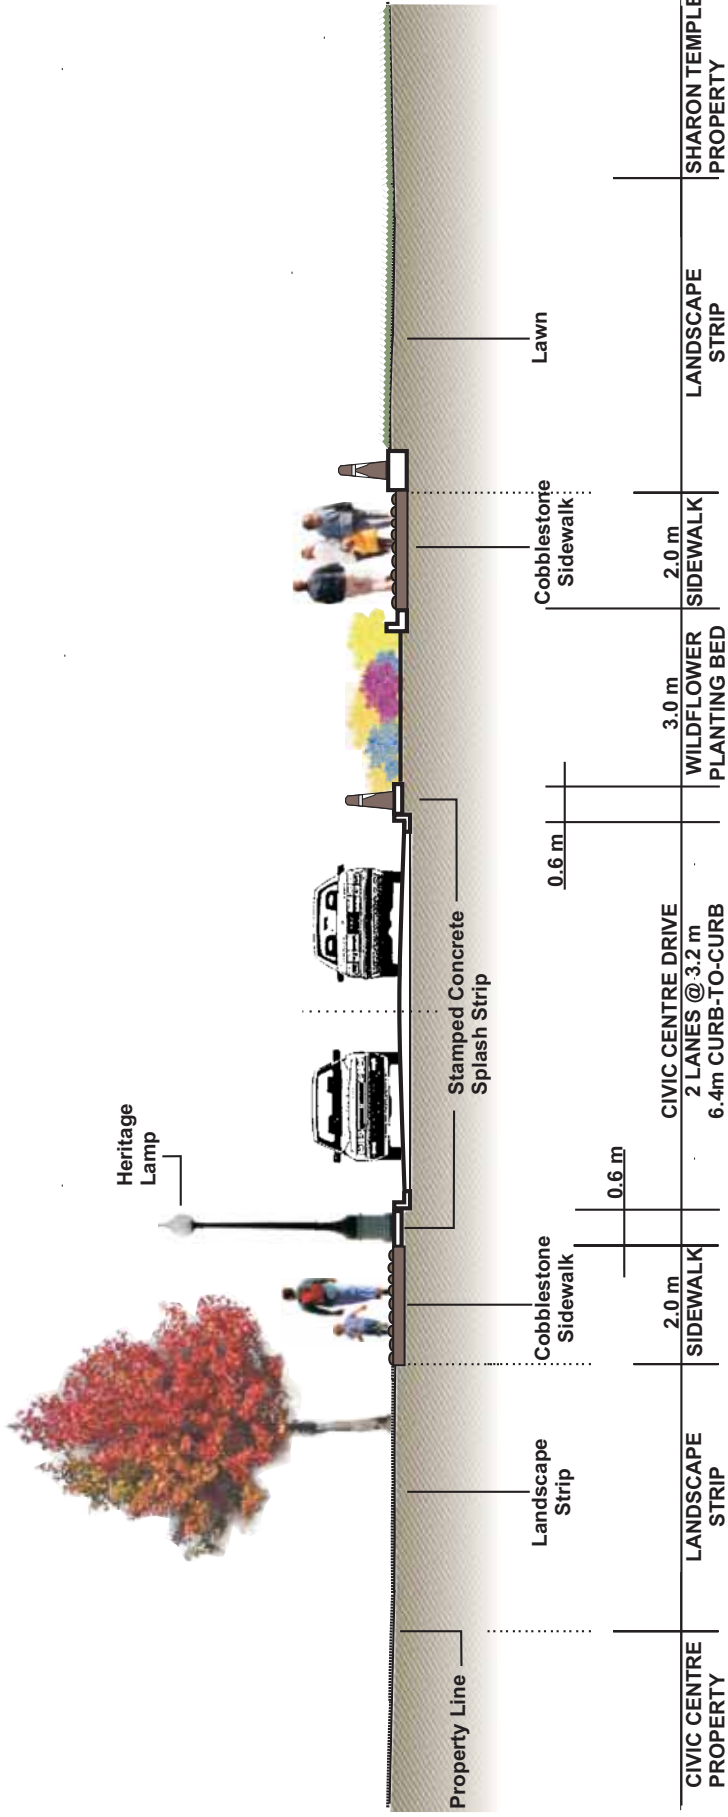 Heritage
Lamp
Property Line
Landscape
Strip
Cobblestone
Sidewalk
Stamped Concrete
Splash Strip
Cobblestone
Sidewalk
Lawn
0.6 m
0.6 m
CIVIC CENTRE
PROPERTY
LANDSCAPE
STRIP
2.0 m
SIDEWALK
CIVIC CENTRE DRIVE
2 LANES @ 3.2 m
6.4m CURB-TO-CURB
3.0 m
WILDFLOWER
PLANTING BED
2.0 m
SIDEWALK
LANDSCAPE
STRIP
SHARON TEMPLE
PROPERTY